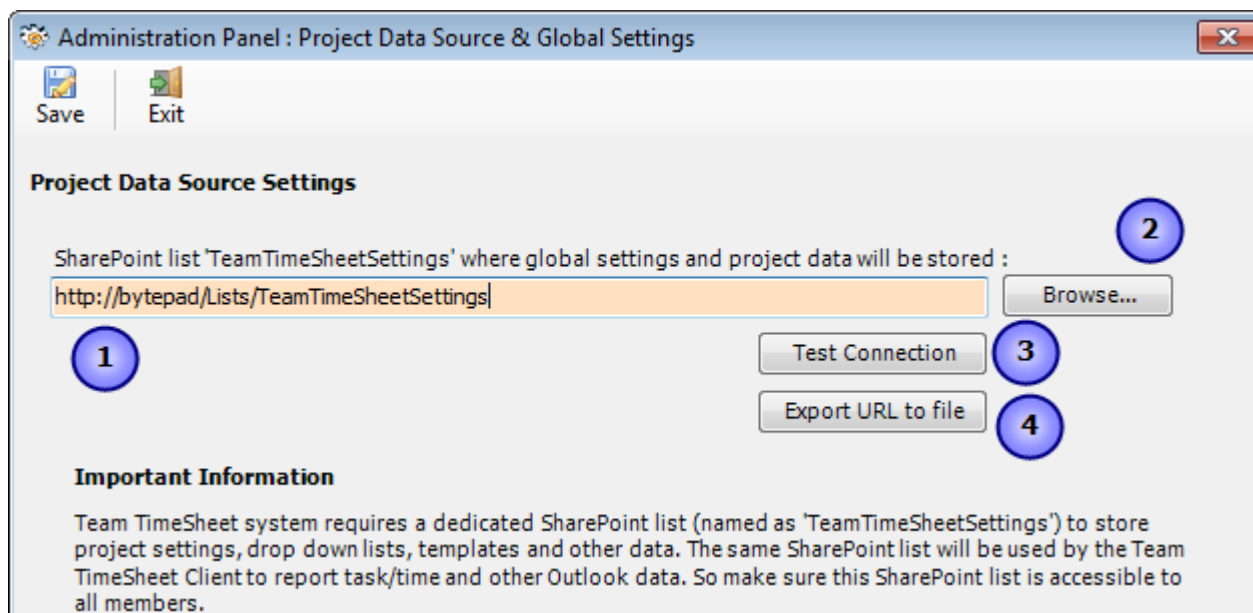 Administration Panel : Project Data Source & Global Settings
Save Exit
Project Data Source Settings
2
SharePoint list 'TeamTimeSheetSettings' where global settings and project data will be stored :
http://bytepad/Lists/TeamTimeSheetSettings Browse...
1 Test Connection 3
Export URL to file 4
Important Information
Team TimeSheet system requires a dedicated SharePoint list (named as 'TeamTimeSheetSettings') to store
project settings, drop down lists, templates and other data. The same SharePoint list will be used by the Team
TimeSheet Client to report task/time and other Outlook data. So make sure this SharePoint list is accessible to
all members.